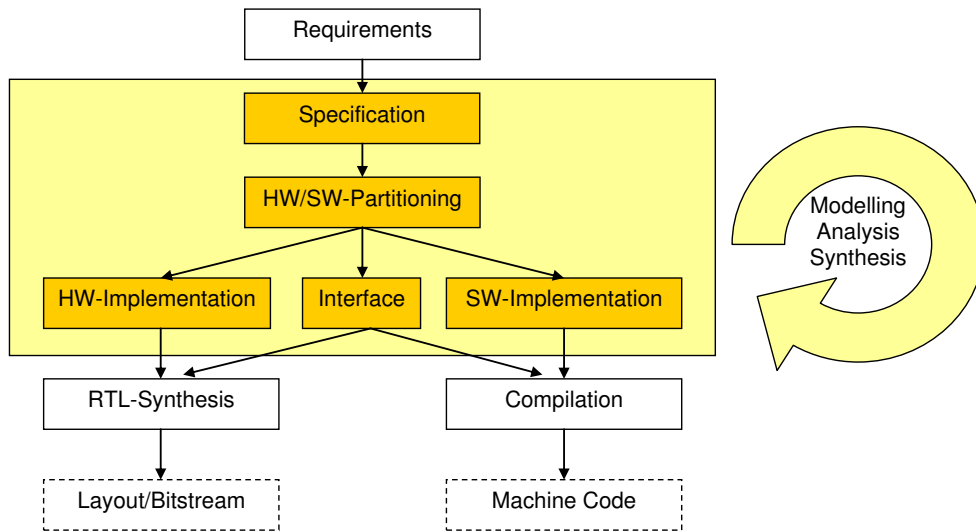 Requirements
Specification
HW/SW-Partitioning
Modelling
Analysis
Synthesis
HW-Implementation
Interface
SW-Implementation
RTL-Synthesis
Compilation
Layout/Bitstream
Machine Code